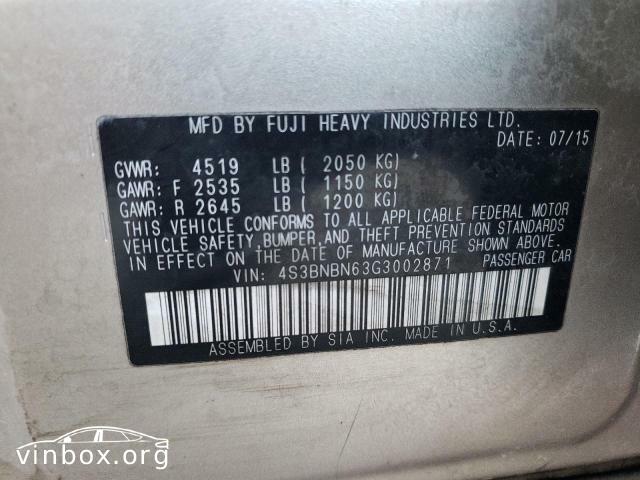 MFD BY FUJI HEAVY INDUSTRIES LTD.
DATE: 07/15
GVWR: 4519 LB ( 2050 KG)
GAWR: F 2535 LB ( 1150 KG)
GAWR: R 2645 LB ( 1200 KG)
THIS VEHICLE CONFORMS TO ALL APPLICABLE FEDERAL MOTOR
VEHICLE SAFETY, BUMPER, AND THEFT PREVENTION STANDARDS
IN EFFECT ON THE DATE OF MANUFACTURE SHOWN ABOVE.
VIN: 4S3BNBN63G3002871 PASSENGER CAR
ASSEMBLED BY SIA INC. MADE IN U.S.A.
vinbox.org